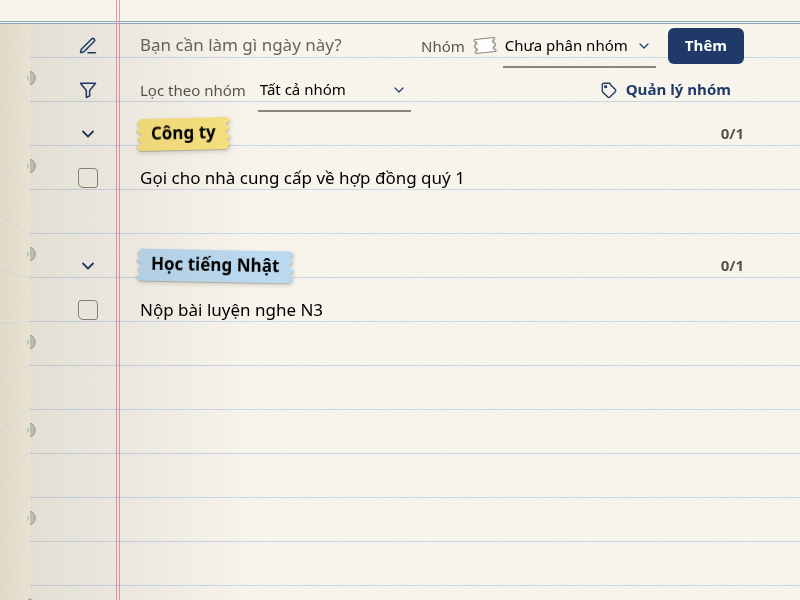 Bạn cần làm gì ngày này? Nhóm Chưa phân nhóm Thêm
Lọc theo nhóm Tất cả nhóm Quản lý nhóm
Công ty 0/1
Gọi cho nhà cung cấp về hợp đồng quý 1
Học tiếng Nhật 0/1
Nộp bài luyện nghe N3